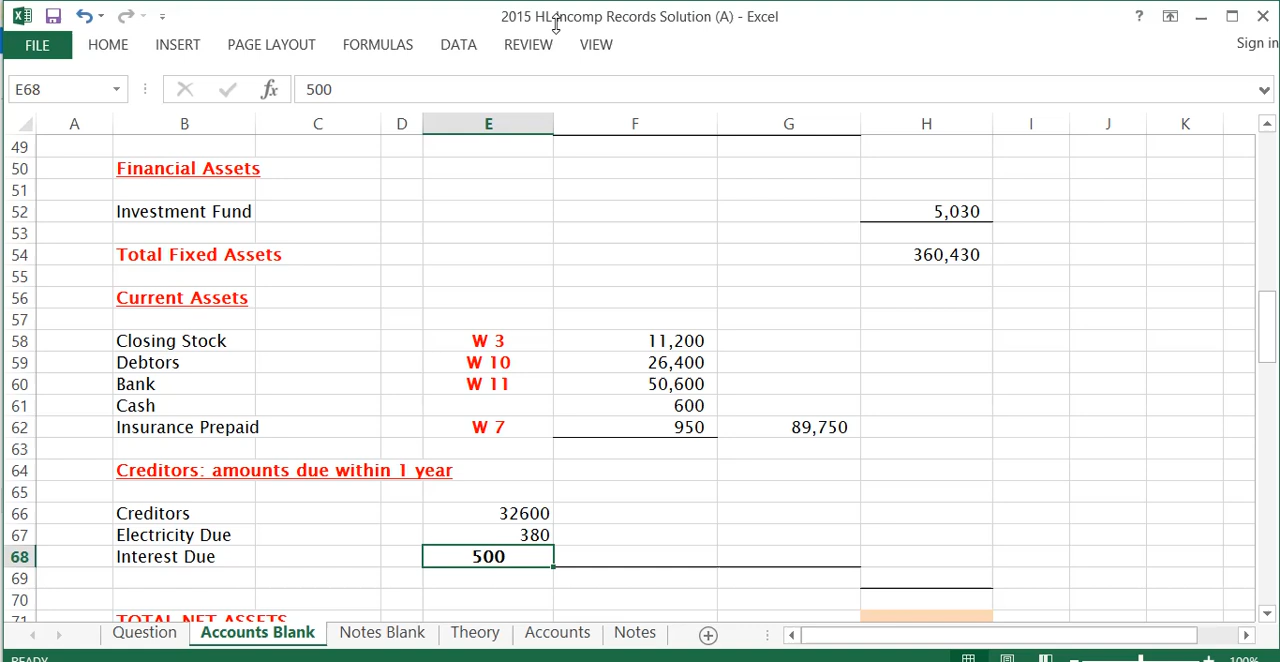 2015 HL Incomp Records Solution (A) - Excel
?
FILE HOME INSERT PAGE LAYOUT FORMULAS DATA REVIEW VIEW Sign in
E68 fx 500
A B C D E F G H I J K
49
50 Financial Assets
51
52 Investment Fund 5,030
53
54 Total Fixed Assets 360,430
55
56 Current Assets
57
58 Closing Stock W 3 11,200
59 Debtors W 10 26,400
60 Bank W 11 50,600
61 Cash 600
62 Insurance Prepaid W 7 950 89,750
63
64 Creditors: amounts due within 1 year
65
66 Creditors 32600
67 Electricity Due 380
68 Interest Due 500
69
70
71 TOTAL NET ASSETS
Question Accounts Blank Notes Blank Theory Accounts Notes
READY 100%